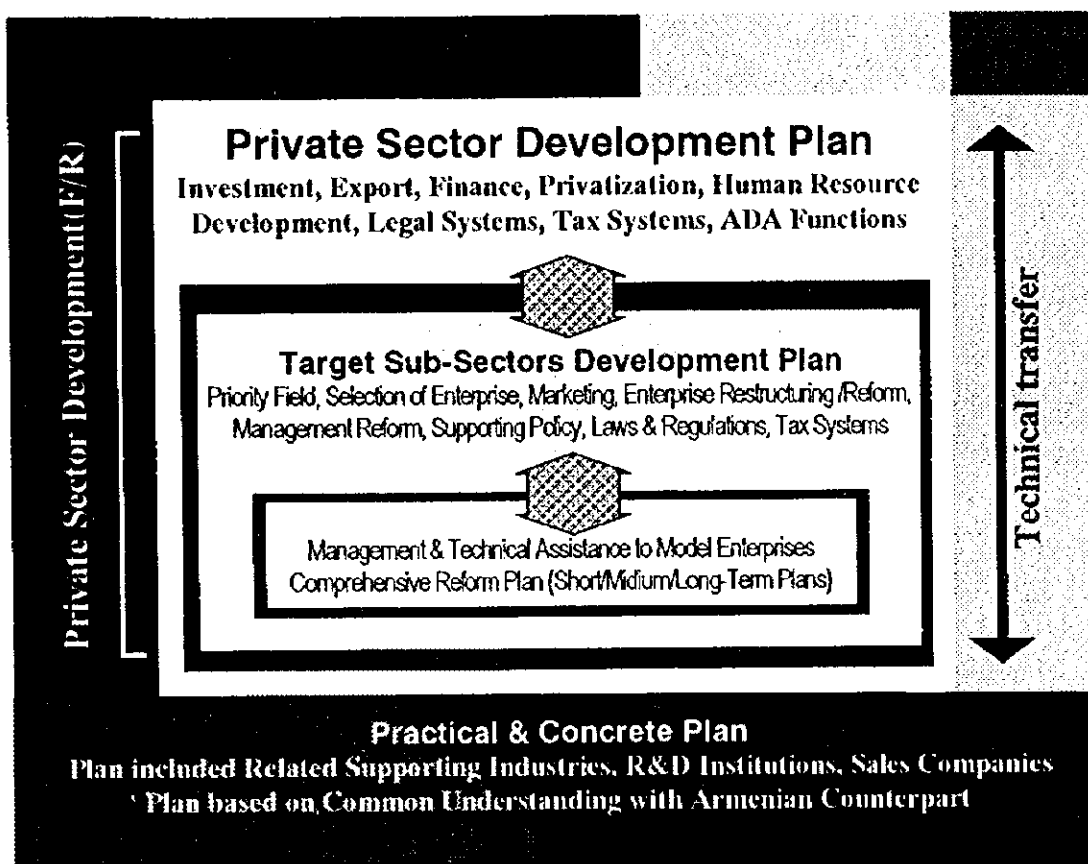 Private Sector Development(F/R)
Private Sector Development Plan
Investment, Export, Finance, Privatization, Human Resource
Development, Legal Systems, Tax Systems, ADA Functions
Target Sub-Sectors Development Plan
Priority Field, Selection of Enterprise, Marketing, Enterprise Restructuring /Reform,
Management Reform, Supporting Policy, Laws & Regulations, Tax Systems
Management & Technical Assistance to Model Enterprises
Comprehensive Reform Plan (Short/Midium/Long-Term Plans)
Technical transfer
Practical & Concrete Plan
Plan included Related Supporting Industries, R&D Institutions, Sales Companies
Plan based on Common Understanding with Armenian Counterpart